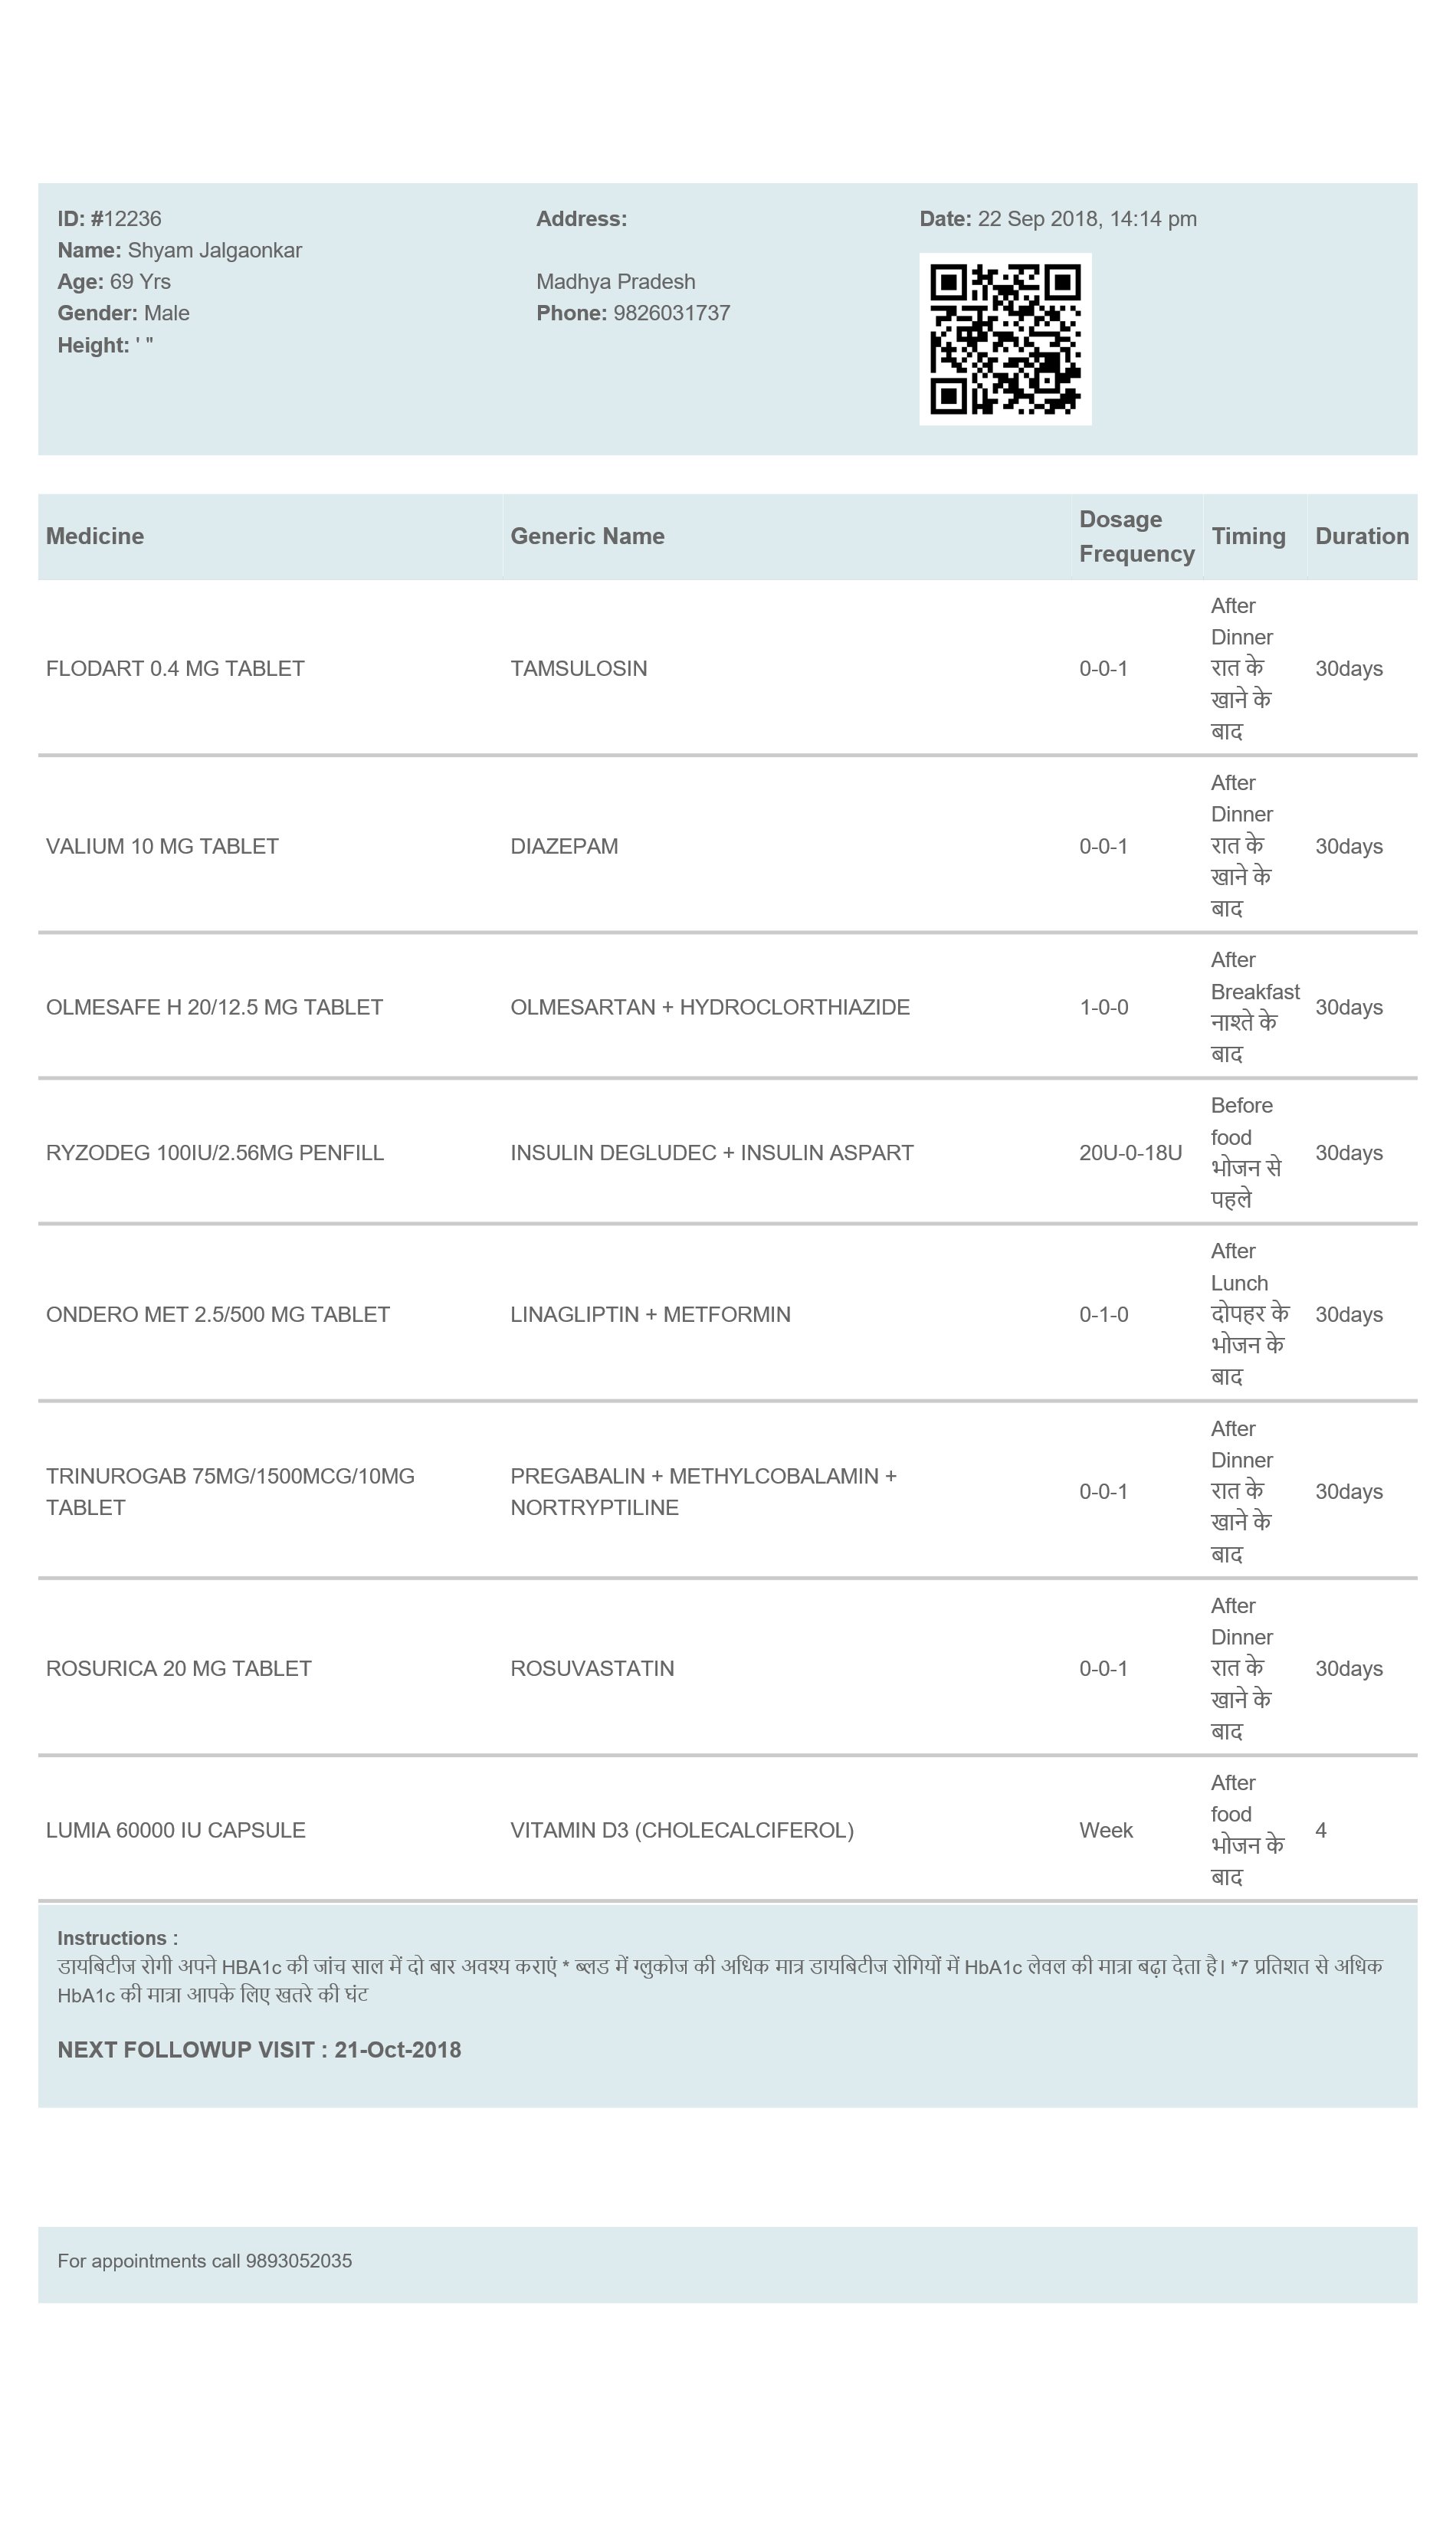 ID: #12236
Name: Shyam Jalgaonkar
Age: 69 Yrs
Gender: Male
Height: ' "
Address:
Madhya Pradesh
Phone: 9826031737
Date: 22 Sep 2018, 14:14 pm
Medicine Generic Name Dosage Frequency Timing Duration
FLODART 0.4 MG TABLET TAMSULOSIN 0-0-1 After Dinner रात के खाने के बाद 30days
VALIUM 10 MG TABLET DIAZEPAM 0-0-1 After Dinner रात के खाने के बाद 30days
OLMESAFE H 20/12.5 MG TABLET OLMESARTAN + HYDROCLORTHIAZIDE 1-0-0 After Breakfast नाश्ते के बाद 30days
RYZODEG 100IU/2.56MG PENFILL INSULIN DEGLUDEC + INSULIN ASPART 20U-0-18U Before food भोजन से पहले 30days
ONDERO MET 2.5/500 MG TABLET LINAGLIPTIN + METFORMIN 0-1-0 After Lunch दोपहर के भोजन के बाद 30days
TRINUROGAB 75MG/1500MCG/10MG TABLET PREGABALIN + METHYLCOBALAMIN + NORTRYPTILINE 0-0-1 After Dinner रात के खाने के बाद 30days
ROSURICA 20 MG TABLET ROSUVASTATIN 0-0-1 After Dinner रात के खाने के बाद 30days
LUMIA 60000 IU CAPSULE VITAMIN D3 (CHOLECALCIFEROL) Week After food भोजन के बाद 4
Instructions :
डायबिटीज रोगी अपने HBA1c की जांच साल में दो बार अवश्य कराएं * ब्लड में ग्लुकोज की अधिक मात्र डायबिटीज रोगियों में HbA1c लेवल की मात्रा बढ़ा देता है। *7 प्रतिशत से अधिक
HbA1c की मात्रा आपके लिए खतरे की घंट
NEXT FOLLOWUP VISIT : 21-Oct-2018
For appointments call 9893052035